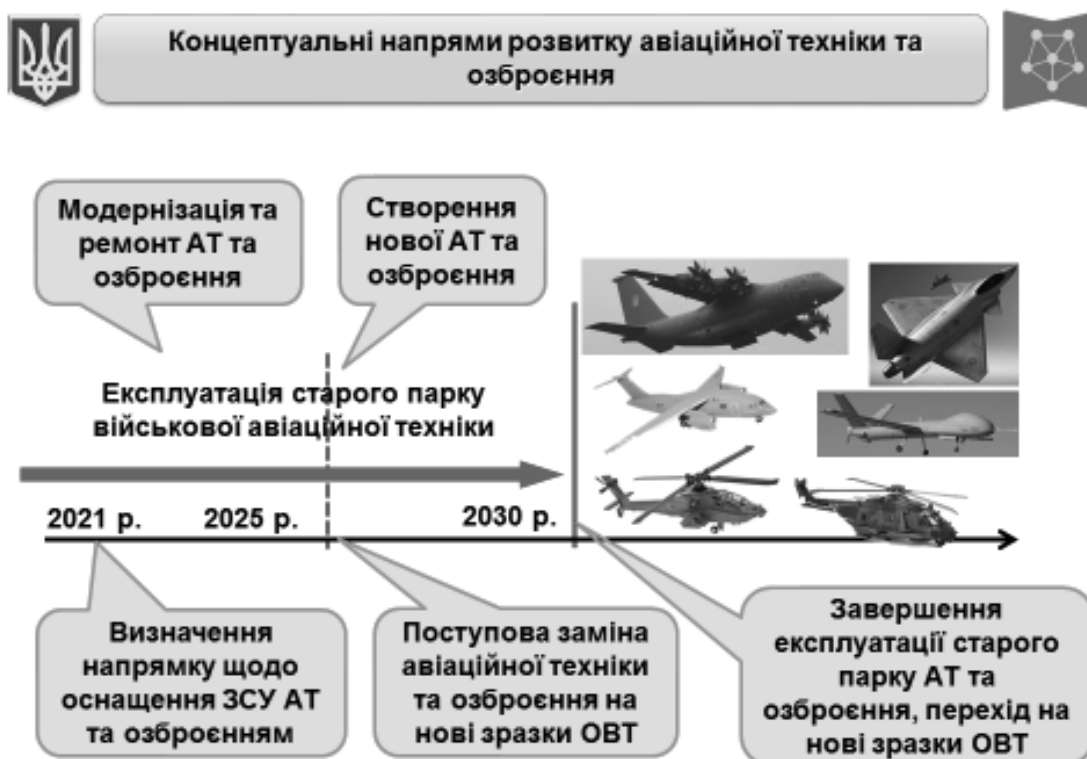 Концептуальні напрями розвитку авіаційної техніки та
озброєння
Модернізація та
ремонт АТ та
озброєння
Створення
нової АТ та
озброєння
Експлуатація старого парку
військової авіаційної техніки
2021 р.
2025 р.
2030 р.
Визначення
напрямку щодо
оснащення ЗСУ АТ
та озброєнням
Поступова заміна
авіаційної техніки
та озброєння на
нові зразки ОВТ
Завершення
експлуатації старого
парку АТ та
озброєння, перехід на
нові зразки ОВТ